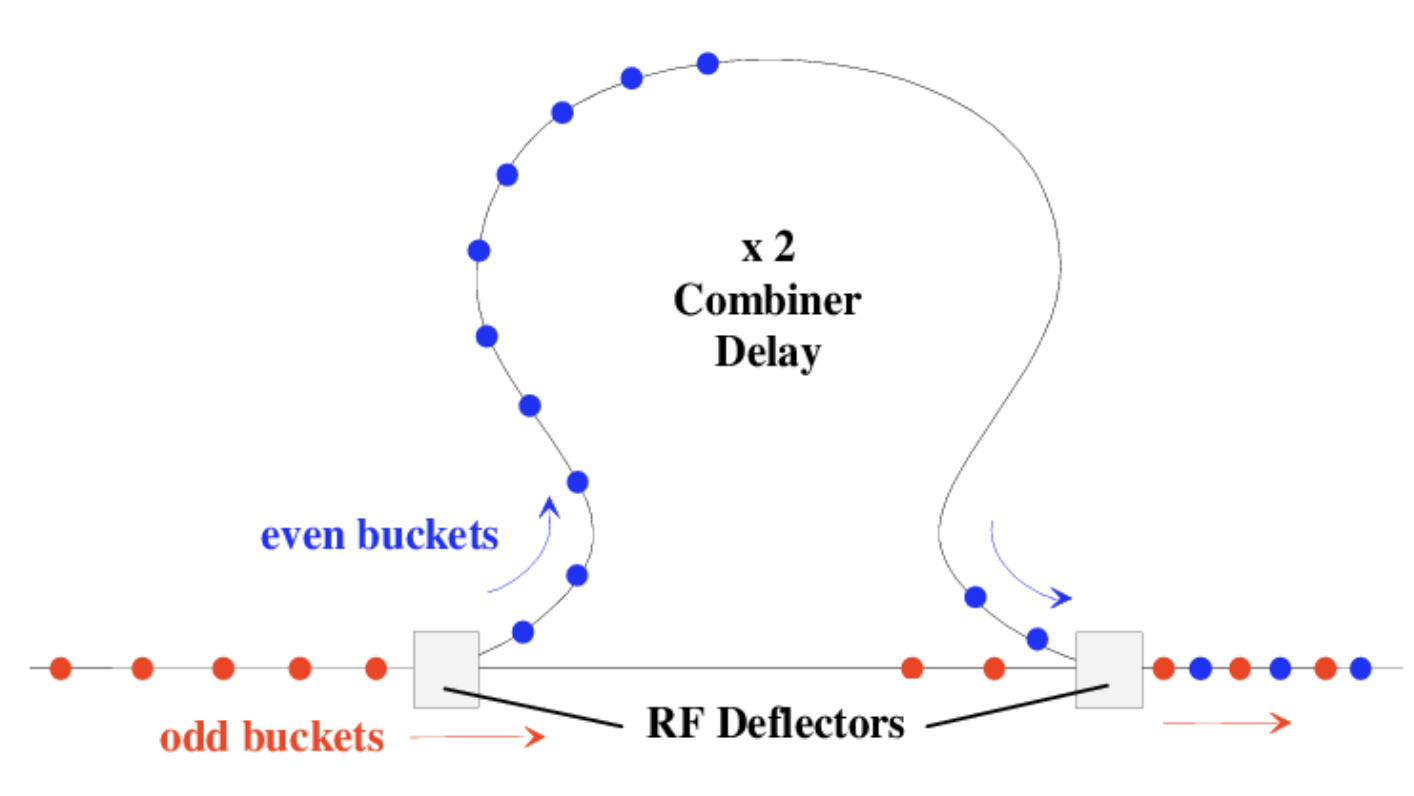 x 2
Combiner
Delay
even buckets
RF Deflectors
odd buckets